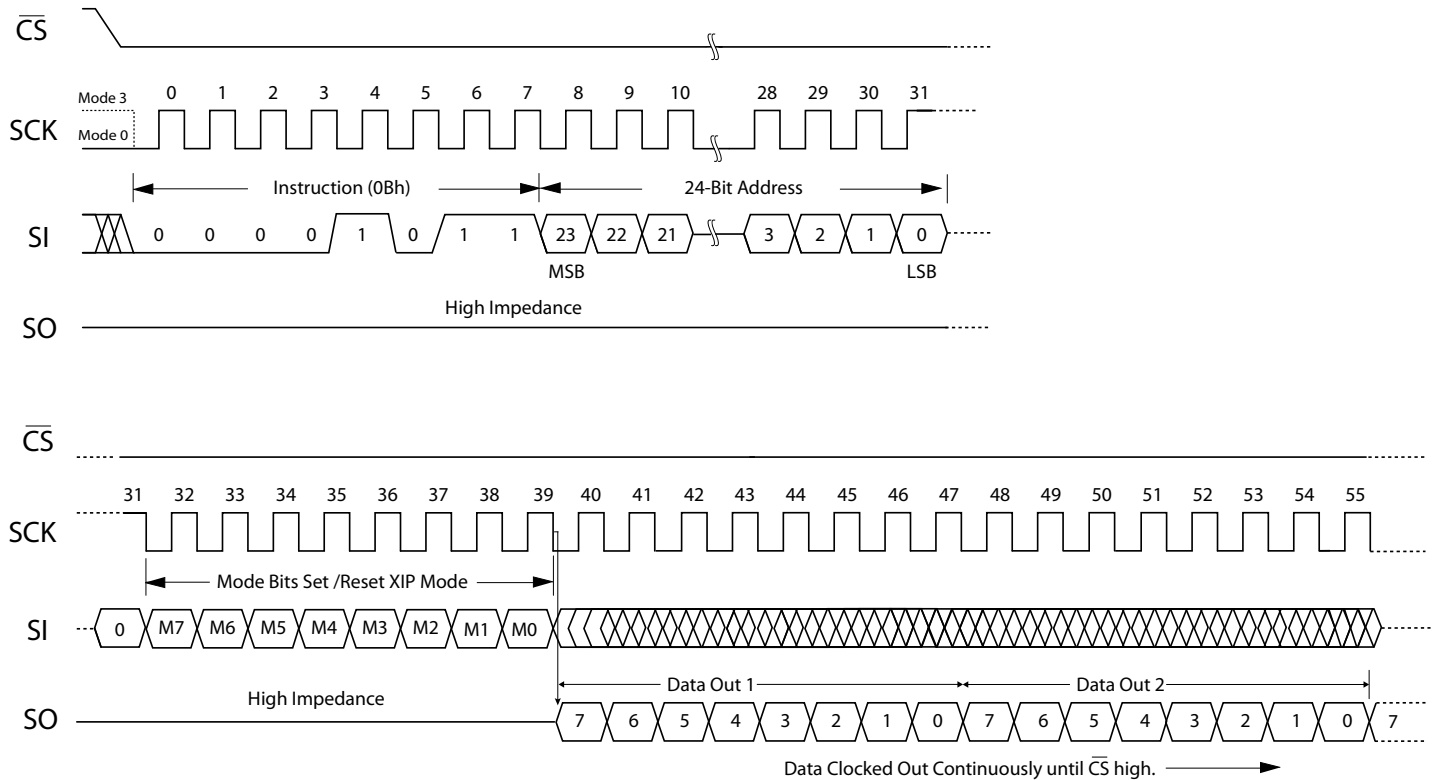 CS
Mode 3
0 1 2 3 4 5 6 7 8 9 10 28 29 30 31
SCK
Mode 0
Instruction (0Bh) 24-Bit Address
SI 0 0 0 0 1 0 1 1 23 22 21 3 2 1 0
MSB LSB
High Impedance
SO
CS
31 32 33 34 35 36 37 38 39 40 41 42 43 44 45 46 47 48 49 50 51 52 53 54 55
SCK
Mode Bits Set /Reset XIP Mode
SI 0 M7 M6 M5 M4 M3 M2 M1 M0
Data Out 1 Data Out 2
High Impedance
SO 7 6 5 4 3 2 1 0 7 6 5 4 3 2 1 0 7
Data Clocked Out Continuously until CS high.